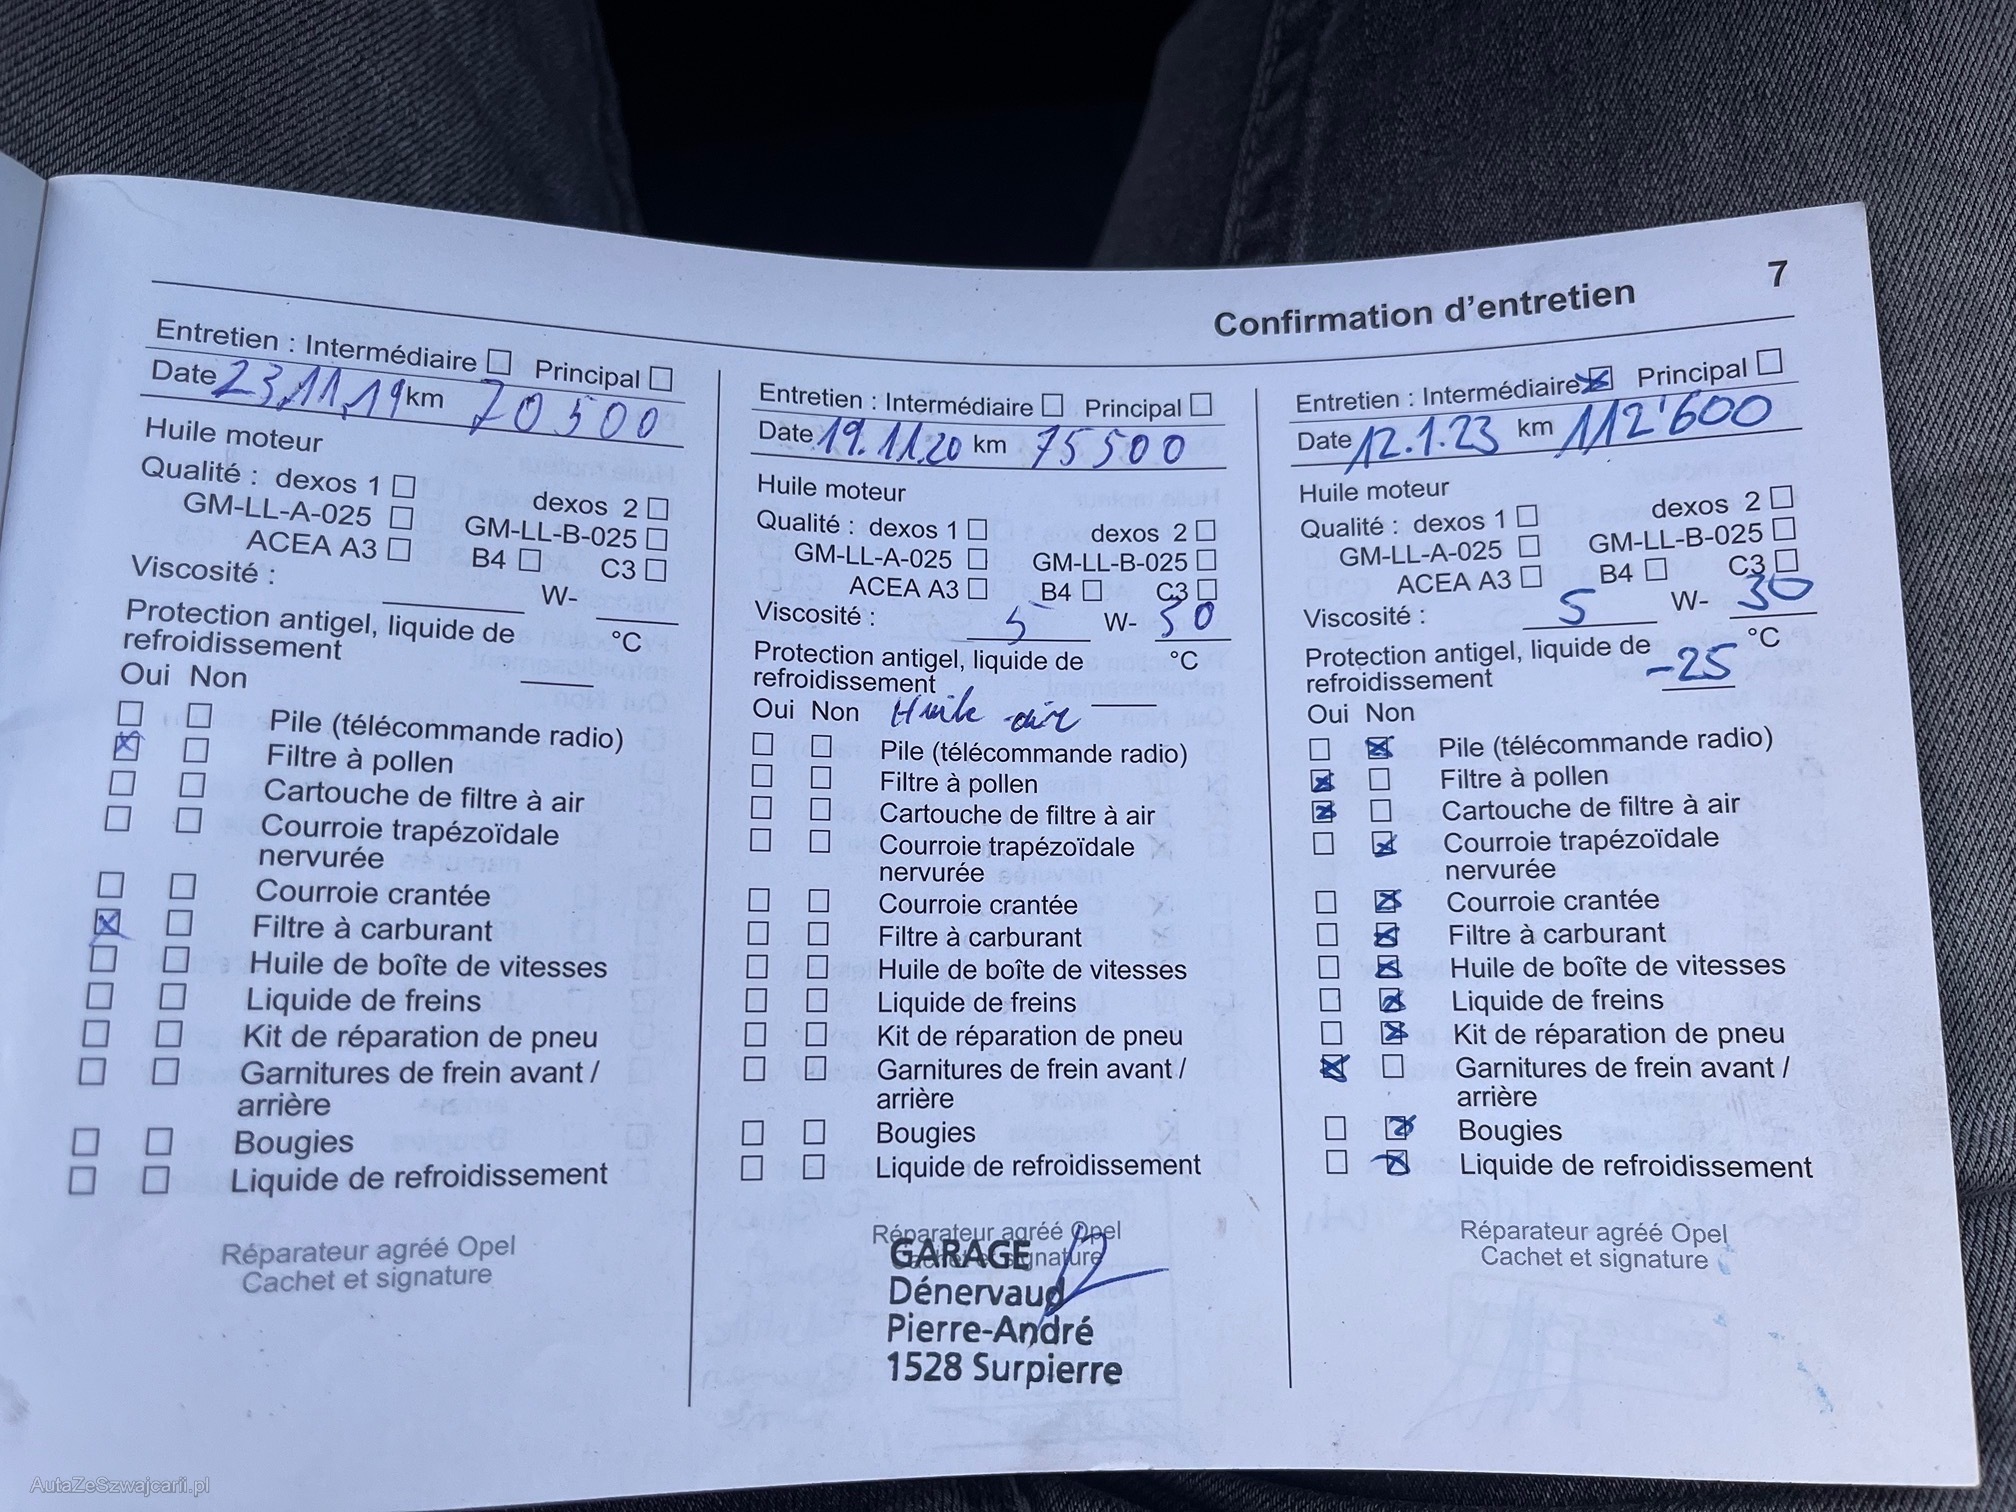 7
Confirmation d'entretien
Entretien : Intermédiaire Principal
Date 23.11.19 km 70500
Huile moteur
Qualité : dexos 1 dexos 2
GM-LL-A-025 GM-LL-B-025
ACEA A3 B4 C3
Viscosité : W-
Protection antigel, liquide de
refroidissement °C
Oui Non
Pile (télécommande radio)
Filtre à pollen
Cartouche de filtre à air
Courroie trapézoïdale
nervurée
Courroie crantée
Filtre à carburant
Huile de boîte de vitesses
Liquide de freins
Kit de réparation de pneu
Garnitures de frein avant /
arrière
Bougies
Liquide de refroidissement
Réparateur agréé Opel
Cachet et signature
Entretien : Intermédiaire Principal
Date 19.11.20 km 75500
Huile moteur
Qualité : dexos 1 dexos 2
GM-LL-A-025 GM-LL-B-025
ACEA A3 B4 C3
Viscosité : 5 W- 30
Protection antigel, liquide de °C
refroidissement
Oui Non Huile
Pile (télécommande radio)
Filtre à pollen
Cartouche de filtre à air
Courroie trapézoïdale
nervurée
Courroie crantée
Filtre à carburant
Huile de boîte de vitesses
Liquide de freins
Kit de réparation de pneu
Garnitures de frein avant /
arrière
Bougies
Liquide de refroidissement
Réparateur agréé Opel
Cachet et signature
GARAGE
Dénervaud
Pierre-André
1528 Surpierre
Entretien : Intermédiaire Principal
Date 12.1.23 km 112'600
Huile moteur
Qualité : dexos 1 dexos 2
GM-LL-A-025 GM-LL-B-025
ACEA A3 B4 C3
Viscosité : 5 W- 30
Protection antigel, liquide de °C
refroidissement -25
Oui Non
Pile (télécommande radio)
Filtre à pollen
Cartouche de filtre à air
Courroie trapézoïdale
nervurée
Courroie crantée
Filtre à carburant
Huile de boîte de vitesses
Liquide de freins
Kit de réparation de pneu
Garnitures de frein avant /
arrière
Bougies
Liquide de refroidissement
Réparateur agréé Opel
Cachet et signature
AutaZeSzwajcarii.pl